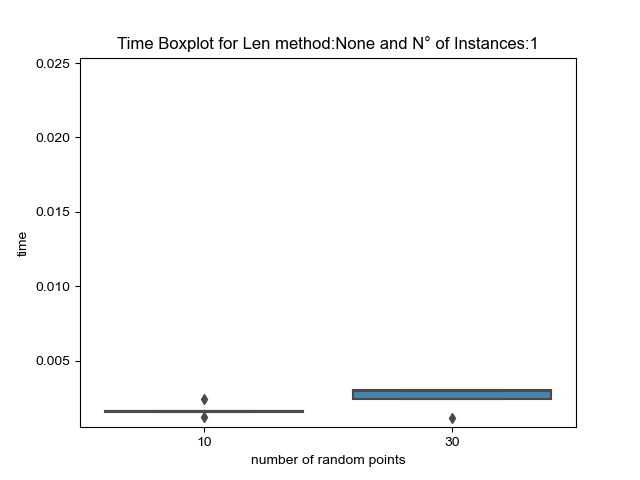 Time Boxplot for Len method:None and N° of Instances:1
0.025
0.020
0.015
0.010
0.005
time
10 30
number of random points